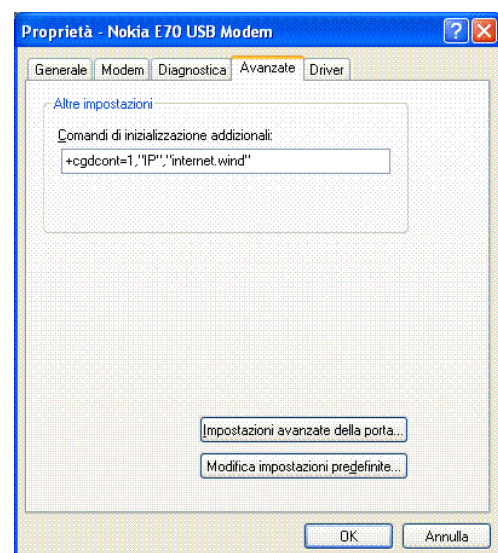 Proprietà - Nokia E70 USB Modem
Generale Modem Diagnostica Avanzate Driver
Altre impostazioni
Comandi di inizializzazione addizionali:
+cgdcont=1,"IP","internet.wind"
Impostazioni avanzate della porta...
Modifica impostazioni predefinite...
OK Annulla